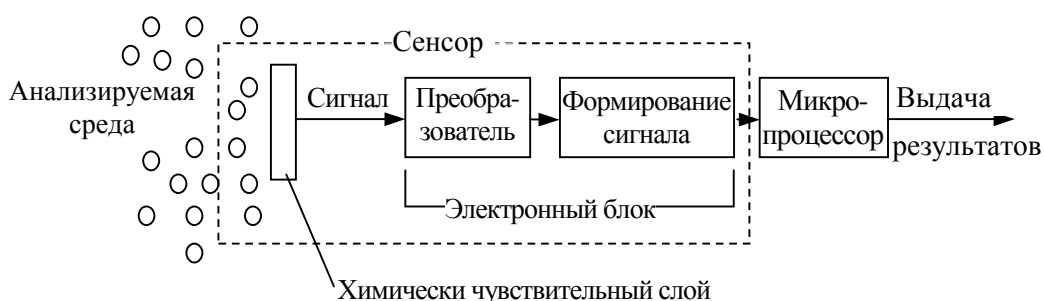 Сенсор
Анализируемая
среда
Сигнал
Преобра-
зователь
Формирование
сигнала
Микро-
процессор
Выдача
результатов
Электронный блок
Химически чувствительный слой